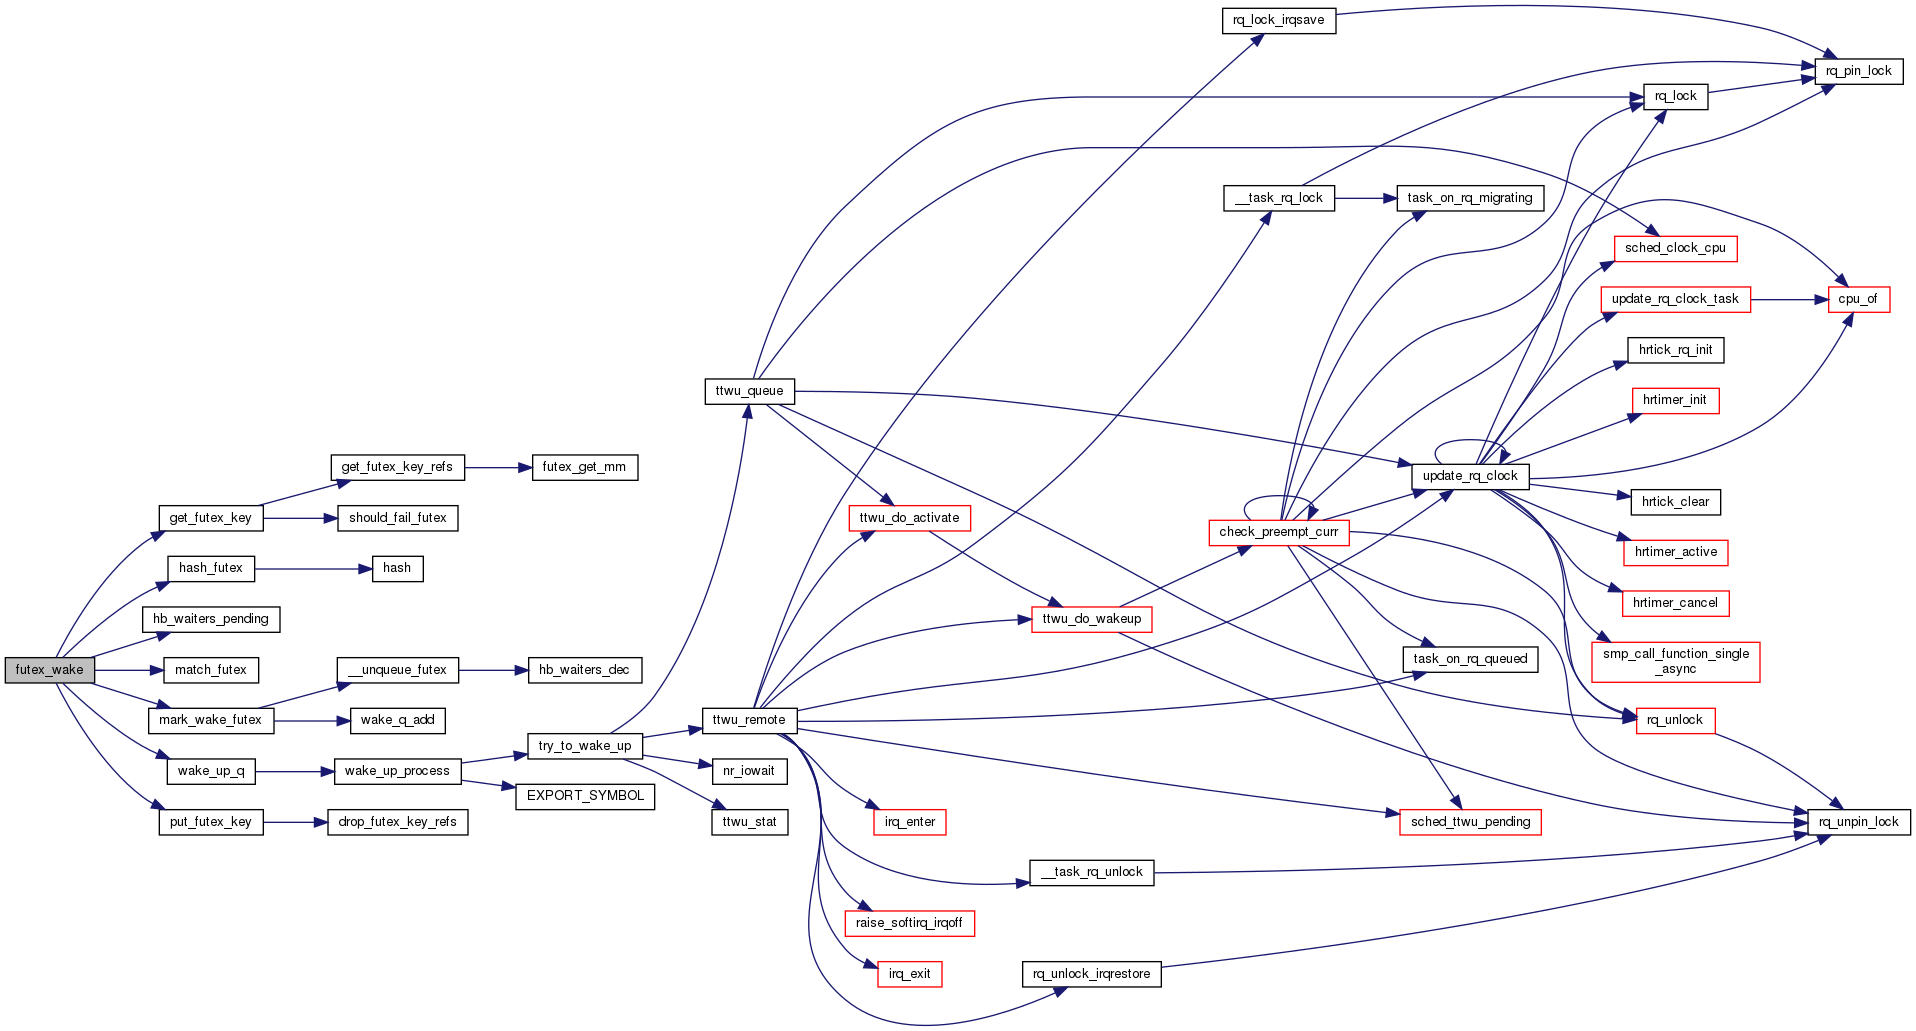 rq_lock_irqsave
rq_pin_lock
rq_lock
__task_rq_lock
task_on_rq_migrating
sched_clock_cpu
update_rq_clock_task
cpu_of
hrtick_rq_init
ttwu_queue
hrtimer_init
get_futex_key_refs
futex_get_mm
update_rq_clock
hrtick_clear
get_futex_key
should_fail_futex
ttwu_do_activate
check_preempt_curr
hrtimer_active
hash_futex
hash
hrtimer_cancel
hb_waiters_pending
ttwu_do_wakeup
smp_call_function_single
_async
task_on_rq_queued
futex_wake
match_futex
__unqueue_futex
hb_waiters_dec
mark_wake_futex
wake_q_add
ttwu_remote
rq_unlock
try_to_wake_up
wake_up_q
wake_up_process
nr_iowait
EXPORT_SYMBOL
put_futex_key
drop_futex_key_refs
ttwu_stat
irq_enter
sched_ttwu_pending
rq_unpin_lock
__task_rq_unlock
raise_softirq_irqoff
irq_exit
rq_unlock_irqrestore